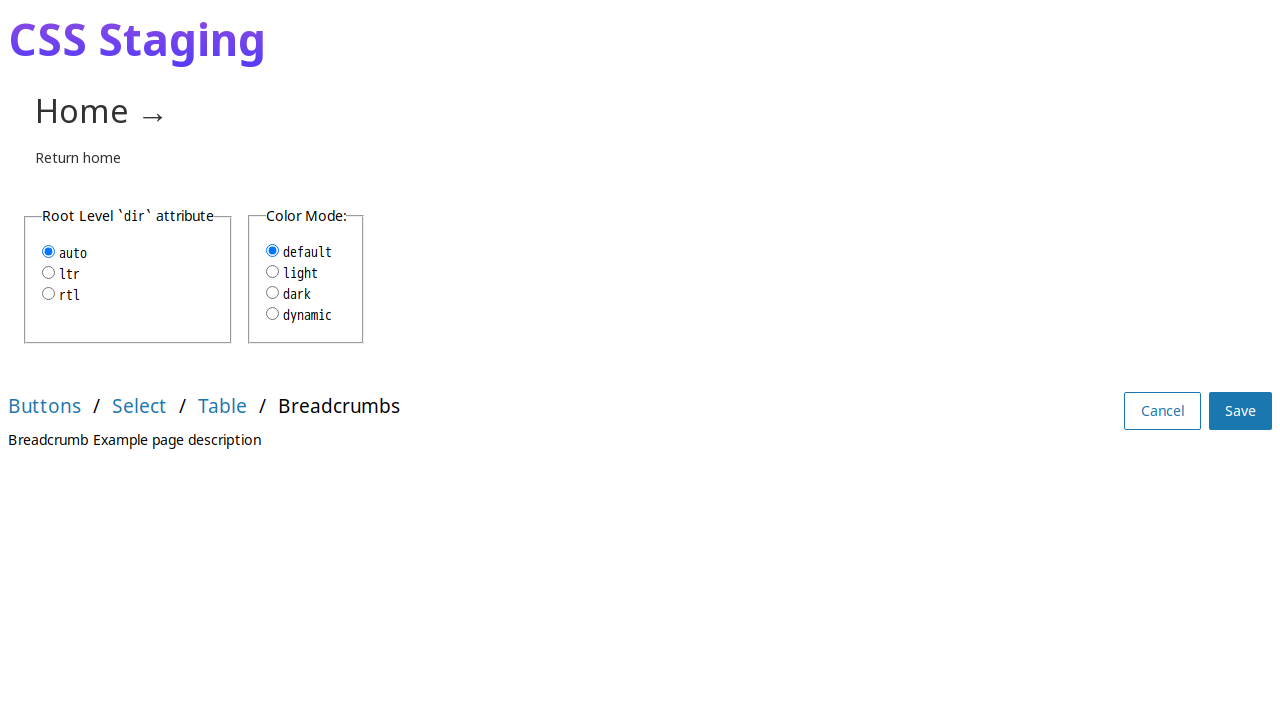 CSS Staging
Home →
Return home
Root Level `dir` attribute
auto
ltr
rtl
Color Mode:
default
light
dark
dynamic
Buttons / Select / Table / Breadcrumbs
Cancel
Save
Breadcrumb Example page description